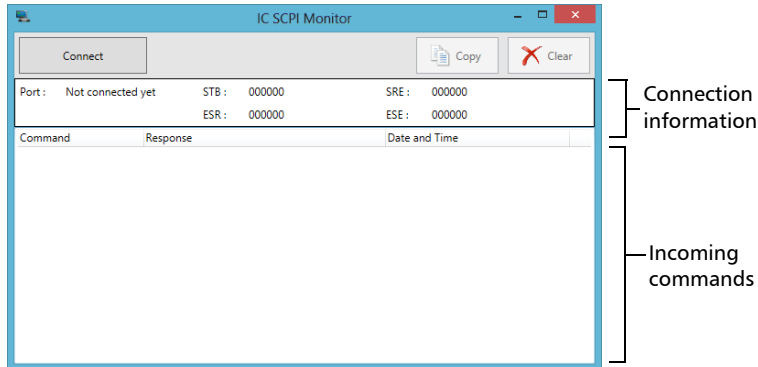 IC SCPI Monitor
Connect Copy Clear
Port : Not connected yet STB : 000000 SRE : 000000
ESR : 000000 ESE : 000000
Connection
information
Command Response Date and Time
Incoming
commands